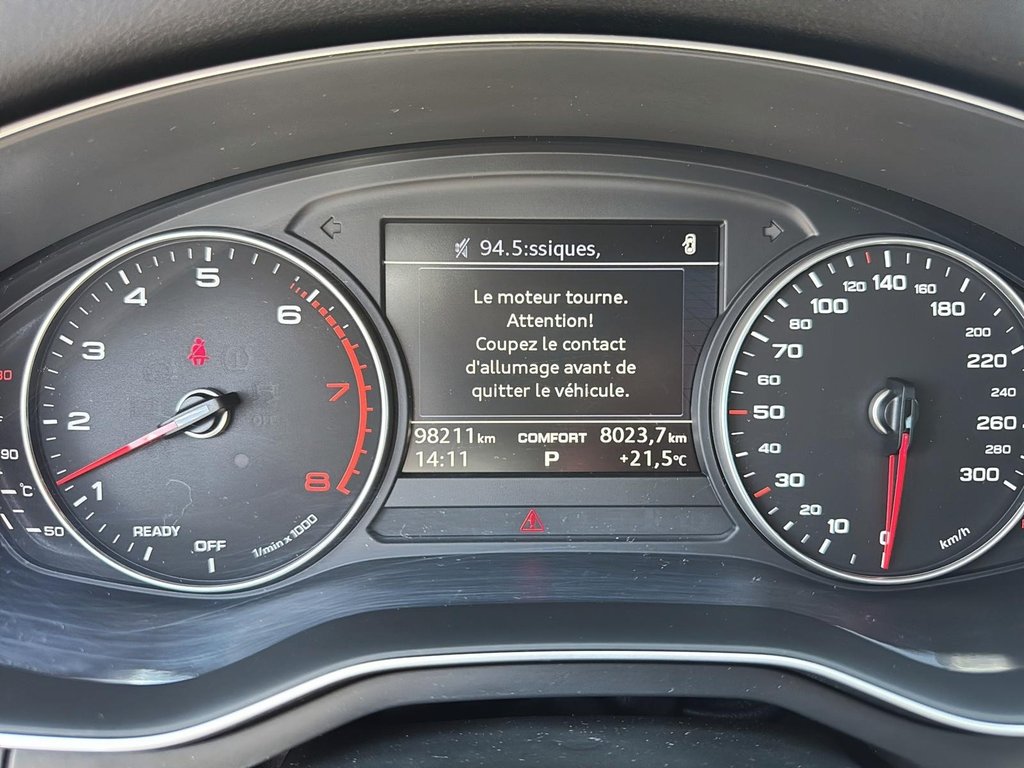 94.5:ssiques,
Le moteur tourne.
Attention!
Coupez le contact
d'allumage avant de
quitter le véhicule.
98211km COMFORT 8023,7km
14:11 P +21,5°C
1
2
3
4
5
6
7
8
READY
OFF
1/min x 1000
90
°C
50
0
10
20
30
40
50
60
70
80
100
120
140
160
180
200
220
240
260
280
300
km/h